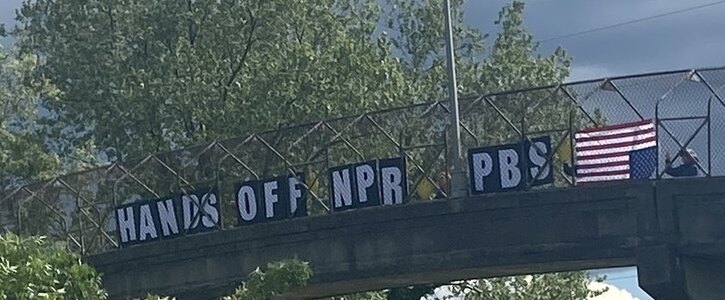 HANDS OFF NPR PBS